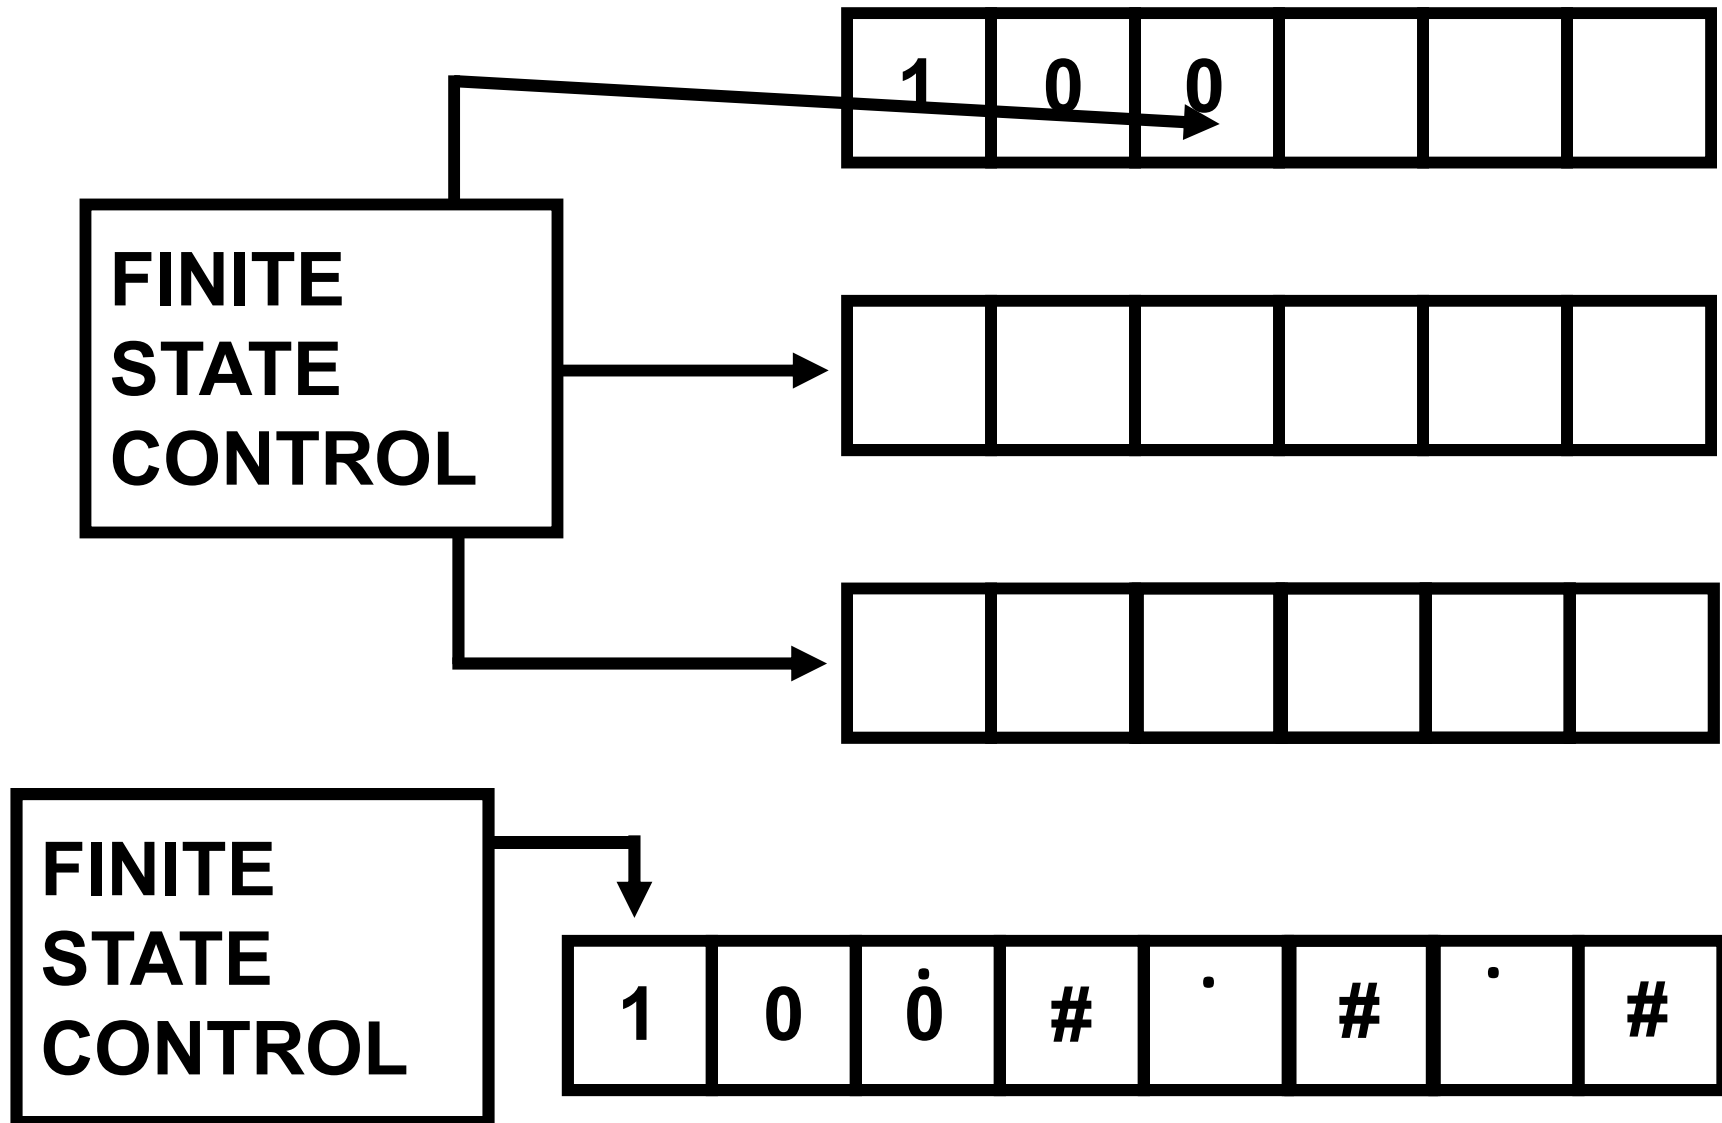 1 0 0
FINITE
STATE
CONTROL
FINITE
STATE
CONTROL
1 0 0̇ # ˙ # ˙ #